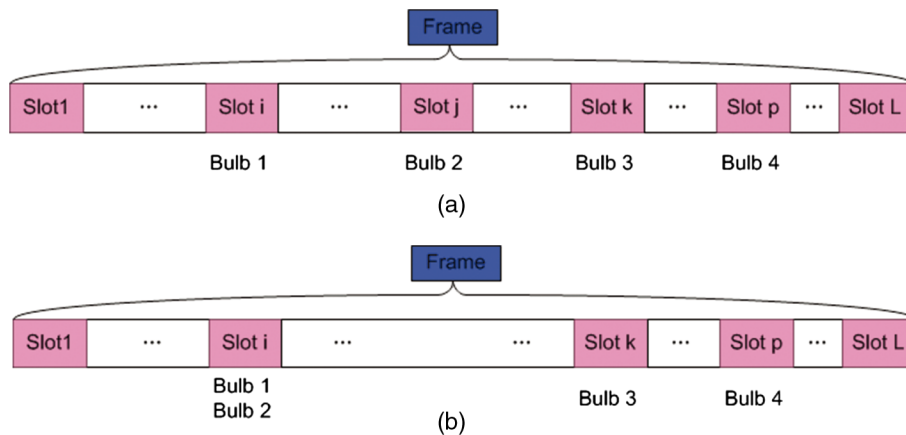 Frame
Slot1 ... Slot i ... Slot j ... Slot k ... Slot p ... Slot L
Bulb 1 Bulb 2 Bulb 3 Bulb 4
(a)
Frame
Slot1 ... Slot i ... ... Slot k ... Slot p ... Slot L
Bulb 1
Bulb 2 Bulb 3 Bulb 4
(b)